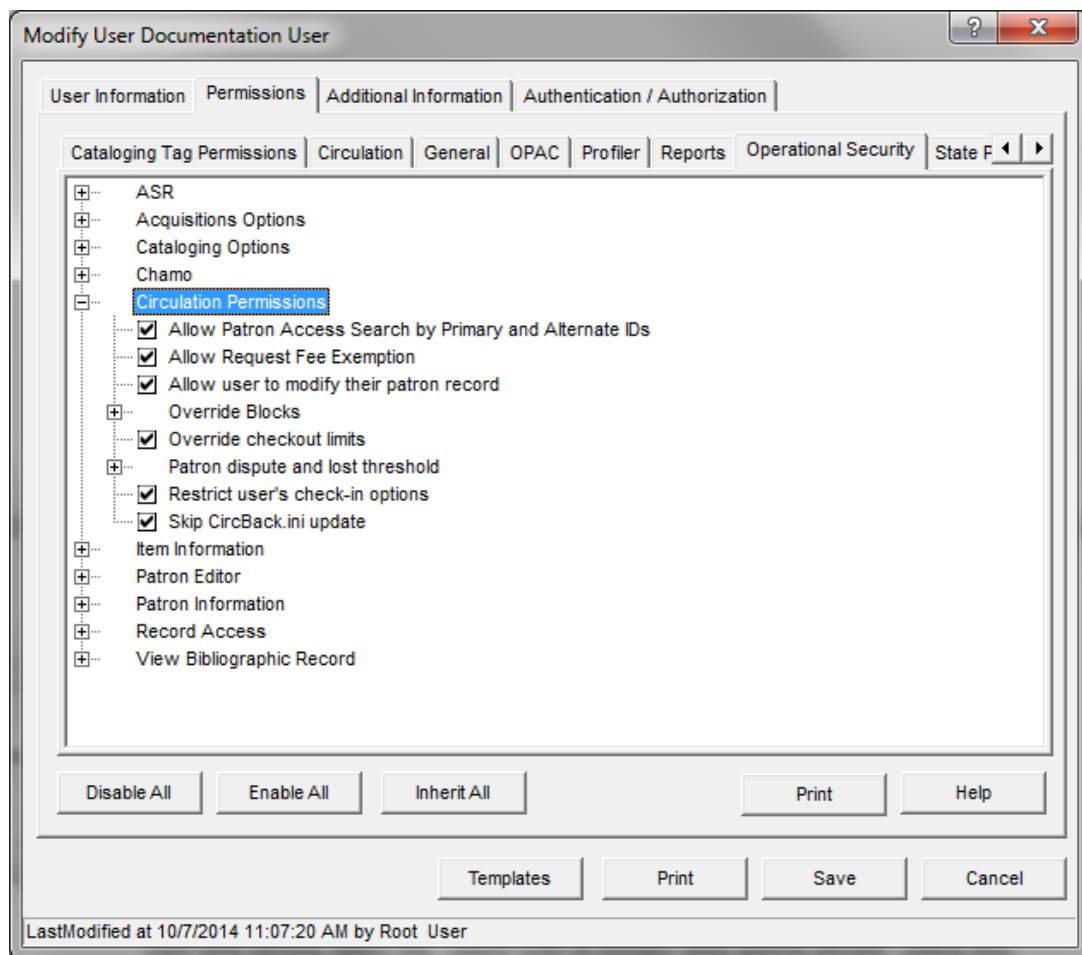 Modify User Documentation User
User Information Permissions Additional Information Authentication / Authorization
Cataloging Tag Permissions Circulation General OPAC Profiler Reports Operational Security State
ASR
Acquisitions Options
Cataloging Options
Chamo
Circulation Permissions
Allow Patron Access Search by Primary and Alternate IDs
Allow Request Fee Exemption
Allow user to modify their patron record
Override Blocks
Override checkout limits
Patron dispute and lost threshold
Restrict user's check-in options
Skip CircBack.ini update
Item Information
Patron Editor
Patron Information
Record Access
View Bibliographic Record
Disable All Enable All Inherit All Print Help
Templates Print Save Cancel
LastModified at 10/7/2014 11:07:20 AM by Root User